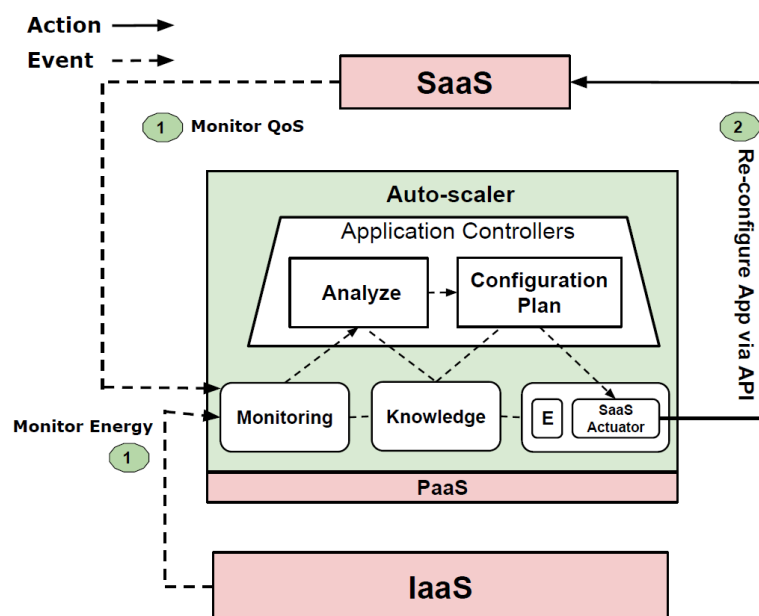 Action
Event
SaaS
1 Monitor QoS
2
Re-configure App via API
Auto-scaler
Application Controllers
Analyze
Configuration
Plan
Monitoring
Knowledge
E
SaaS
Actuator
Monitor Energy
1
PaaS
IaaS